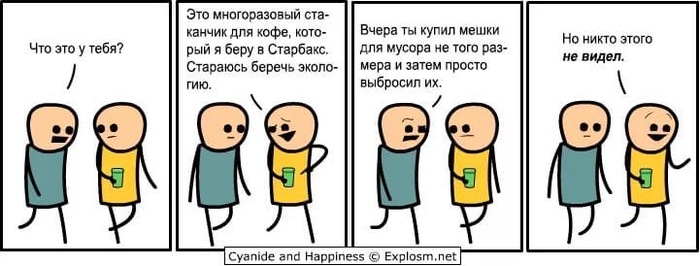 Что это у тебя?
Это многоразовый ста-
канчик для кофе, кото-
рый я беру в Старбакс.
Стараюсь беречь эколо-
гию.
Вчера ты купил мешки
для мусора не того раз-
мера и затем просто
выбросил их.
Но никто этого
не видел.
Cyanide and Happiness © Explosm.net